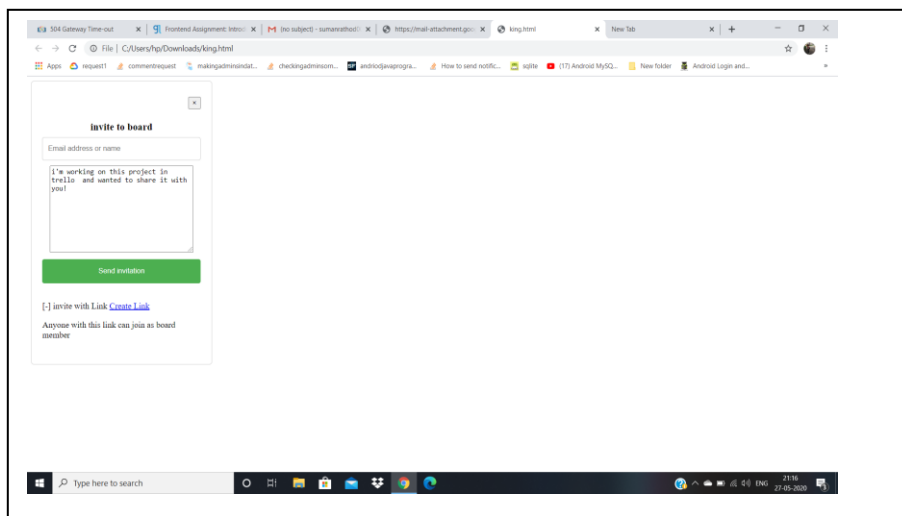 504 Gateway Time-out
Frontend Assignment: Introd
(no subject) - sumanrathod
https://mail-attachment.goo
king.html
New Tab
File | C:/Users/hp/Downloads/king.html
Apps
request1
commentrequest
makingadminsindat...
checkingadminsorn...
andriodjavaprogra...
How to send notific...
sqlite
(17) Android MySQ...
New folder
Android Login and...
invite to board
Email address or name
i'm working on this project in
trello and wanted to share it with
you!
Send invitation
[-] invite with Link Create Link
Anyone with this link can join as board
member
Type here to search
ENG
21:16
27-05-2020